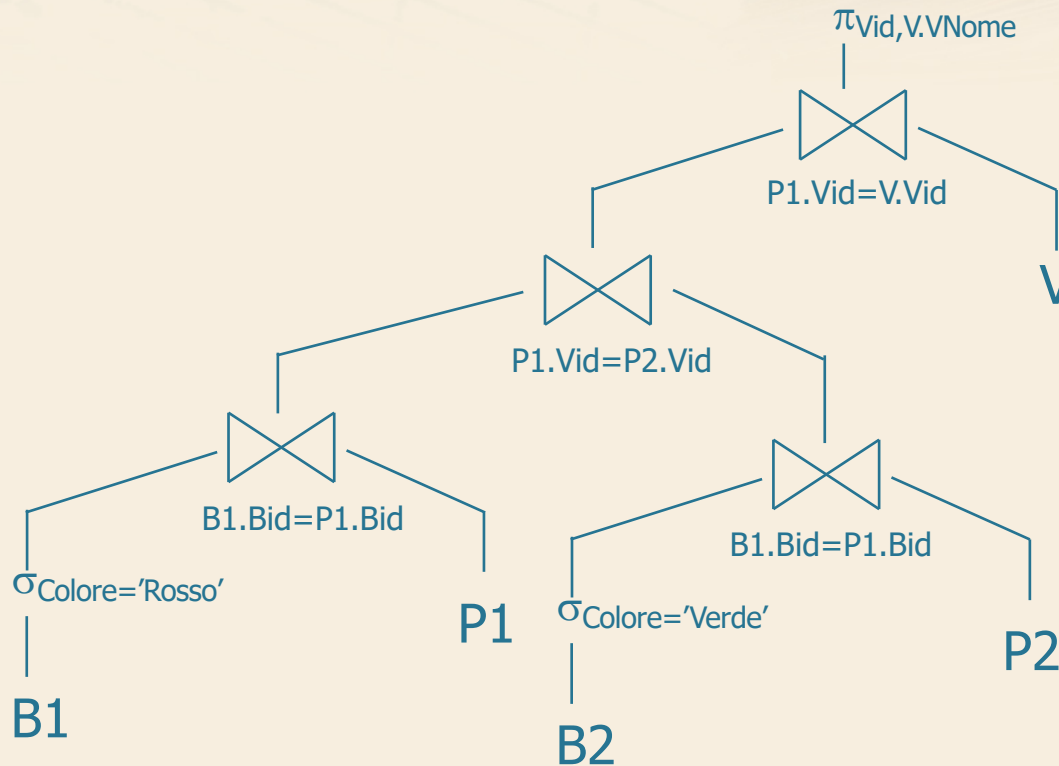 πVid,V.VNome
P1.Vid=V.Vid
V
P1.Vid=P2.Vid
B1.Bid=P1.Bid
B1.Bid=P1.Bid
σColore=’Rosso’
P1
σColore=’Verde’
P2
B1
B2